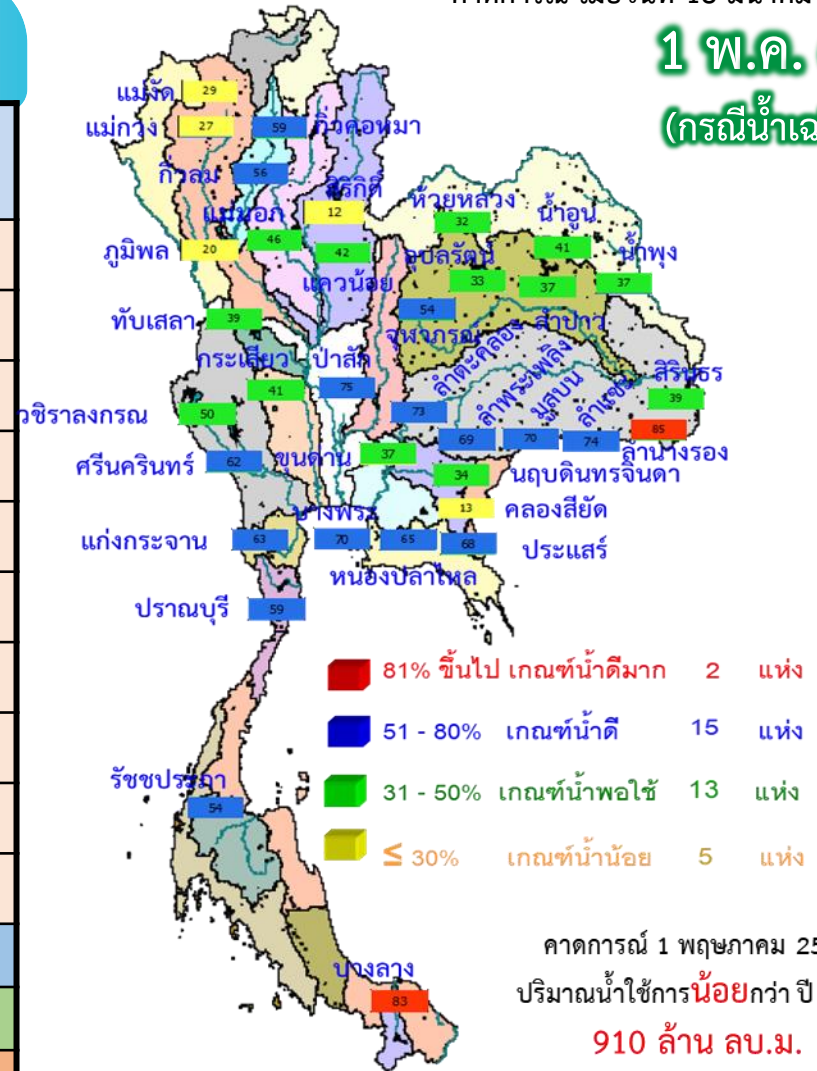 1 พ.ค.
แม่งัด 29
แม่กวง 27
59 กิ่วคอหมา
กิ่วลม 56
สิริกิติ์ 12
แม่มอก 46
ห้วยหลวง 32
น้ำอูน 41
น้ำพุง 37
ภูมิพล 20
42 แควน้อย
อุบลรัตน์ 33
37 ลำปาว
54 จุฬาภรณ์
ทับเสลา 39
กระเสียว 41
ป่าสัก 75
ลำตะคลอง 73
ลำพระเพลิง 69
มูลบน 70
ลำแชะ 74
สิรินธร 39
85 ลำนางรอง
วชิราลงกรณ 50
ศรีนครินทร์ 62
ขุนด่าน 37
34 นฤบดินทรจินดา
13 คลองสียัด
บางพระ 70
65 หนองปลาไหล
68 ประแสร์
แก่งกระจาน 63
ปราณบุรี 59
81% ขึ้นไป เกณฑ์น้ำดีมาก 2 แห่ง
51 - 80% เกณฑ์น้ำดี 15 แห่ง
31 - 50% เกณฑ์น้ำพอใช้ 13 แห่ง
≤ 30% เกณฑ์น้ำน้อย 5 แห่ง
รัชชประภา 54
บางลาง 83
คาดการณ์ 1 พฤษภาคม 25
ปริมาณน้ำใช้การน้อยกว่า ปี
910 ล้าน ลบ.ม.